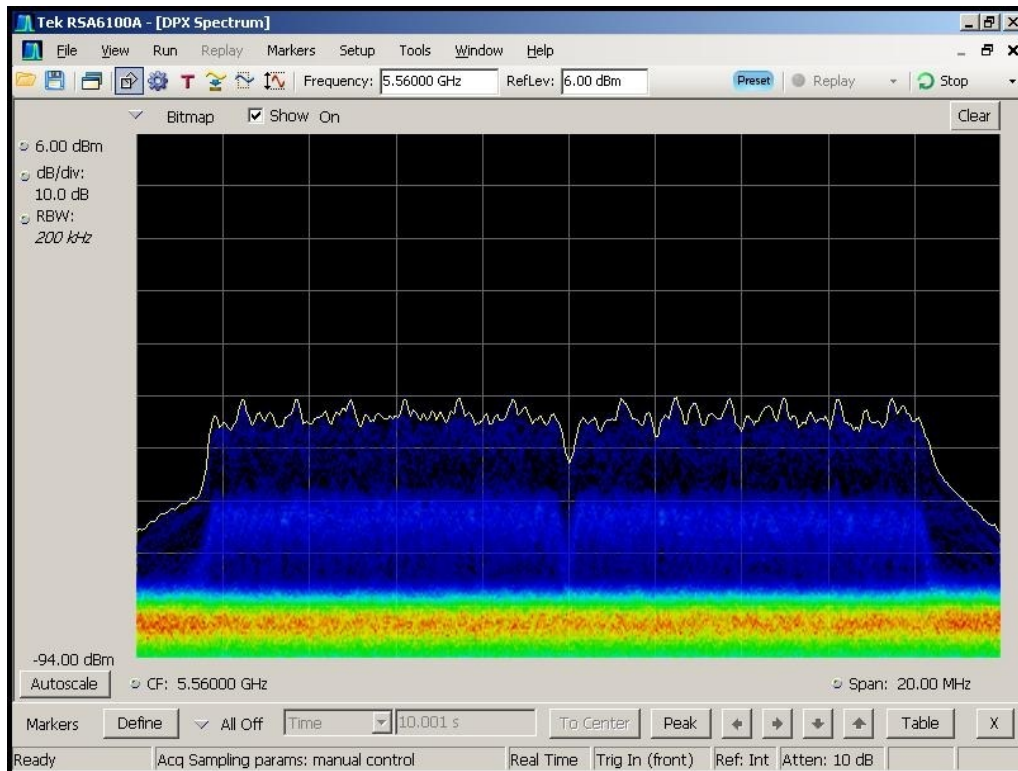 Tek RSA6100A - [DPX Spectrum]
File View Run Replay Markers Setup Tools Window Help
T Frequency: 5.56000 GHz RefLev: 6.00 dBm Preset Replay Stop
Bitmap Show On Clear
6.00 dBm
dB/div:
10.0 dB
RBW:
200 kHz
-94.00 dBm
Autoscale CF: 5.56000 GHz Span: 20.00 MHz
Markers Define All Off Time 10.001 s To Center Peak Table X
Ready Acq Sampling params: manual control Real Time Trig In (front) Ref: Int Atten: 10 dB